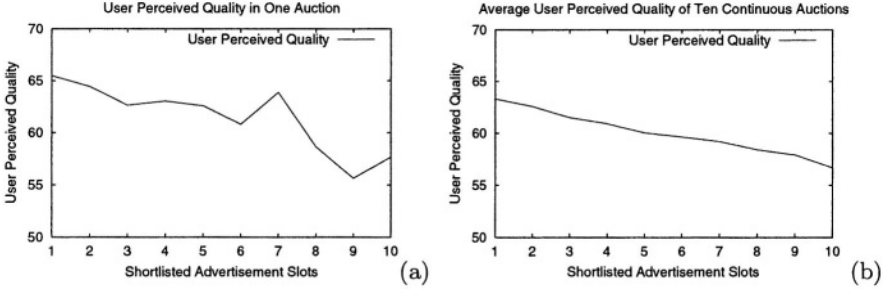 User Perceived Quality in One Auction
70
65
60
55
50
User Perceived Quality
User Perceived Quality
1 2 3 4 5 6 7 8 9 10
Shortlisted Advertisement Slots
(a)
Average User Perceived Quality of Ten Continuous Auctions
70
65
60
55
50
User Perceived Quality
User Perceived Quality
1 2 3 4 5 6 7 8 9 10
Shortlisted Advertisement Slots
(b)